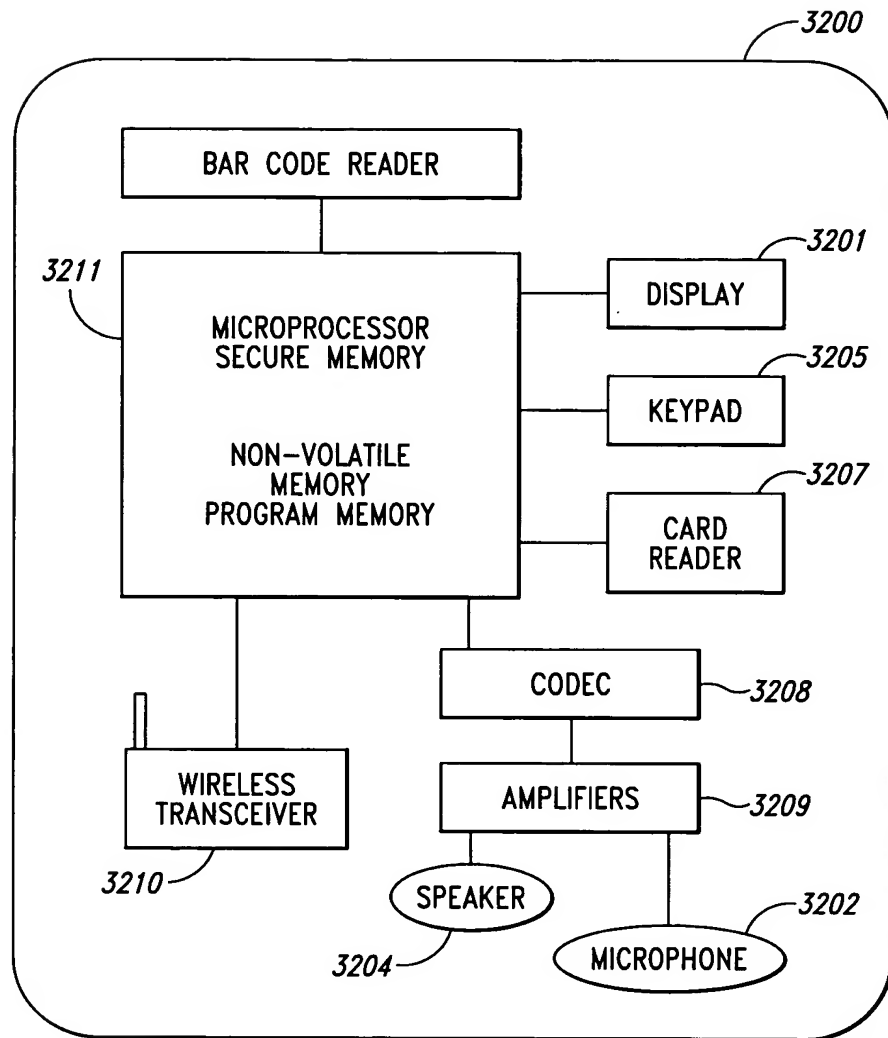 3200
BAR CODE READER
3211
3201
DISPLAY
MICROPROCESSOR
SECURE MEMORY
3205
KEYPAD
NON-VOLATILE
MEMORY
PROGRAM MEMORY
3207
CARD
READER
CODEC
3208
WIRELESS
TRANSCEIVER
AMPLIFIERS
3209
3210
SPEAKER
3202
3204
MICROPHONE